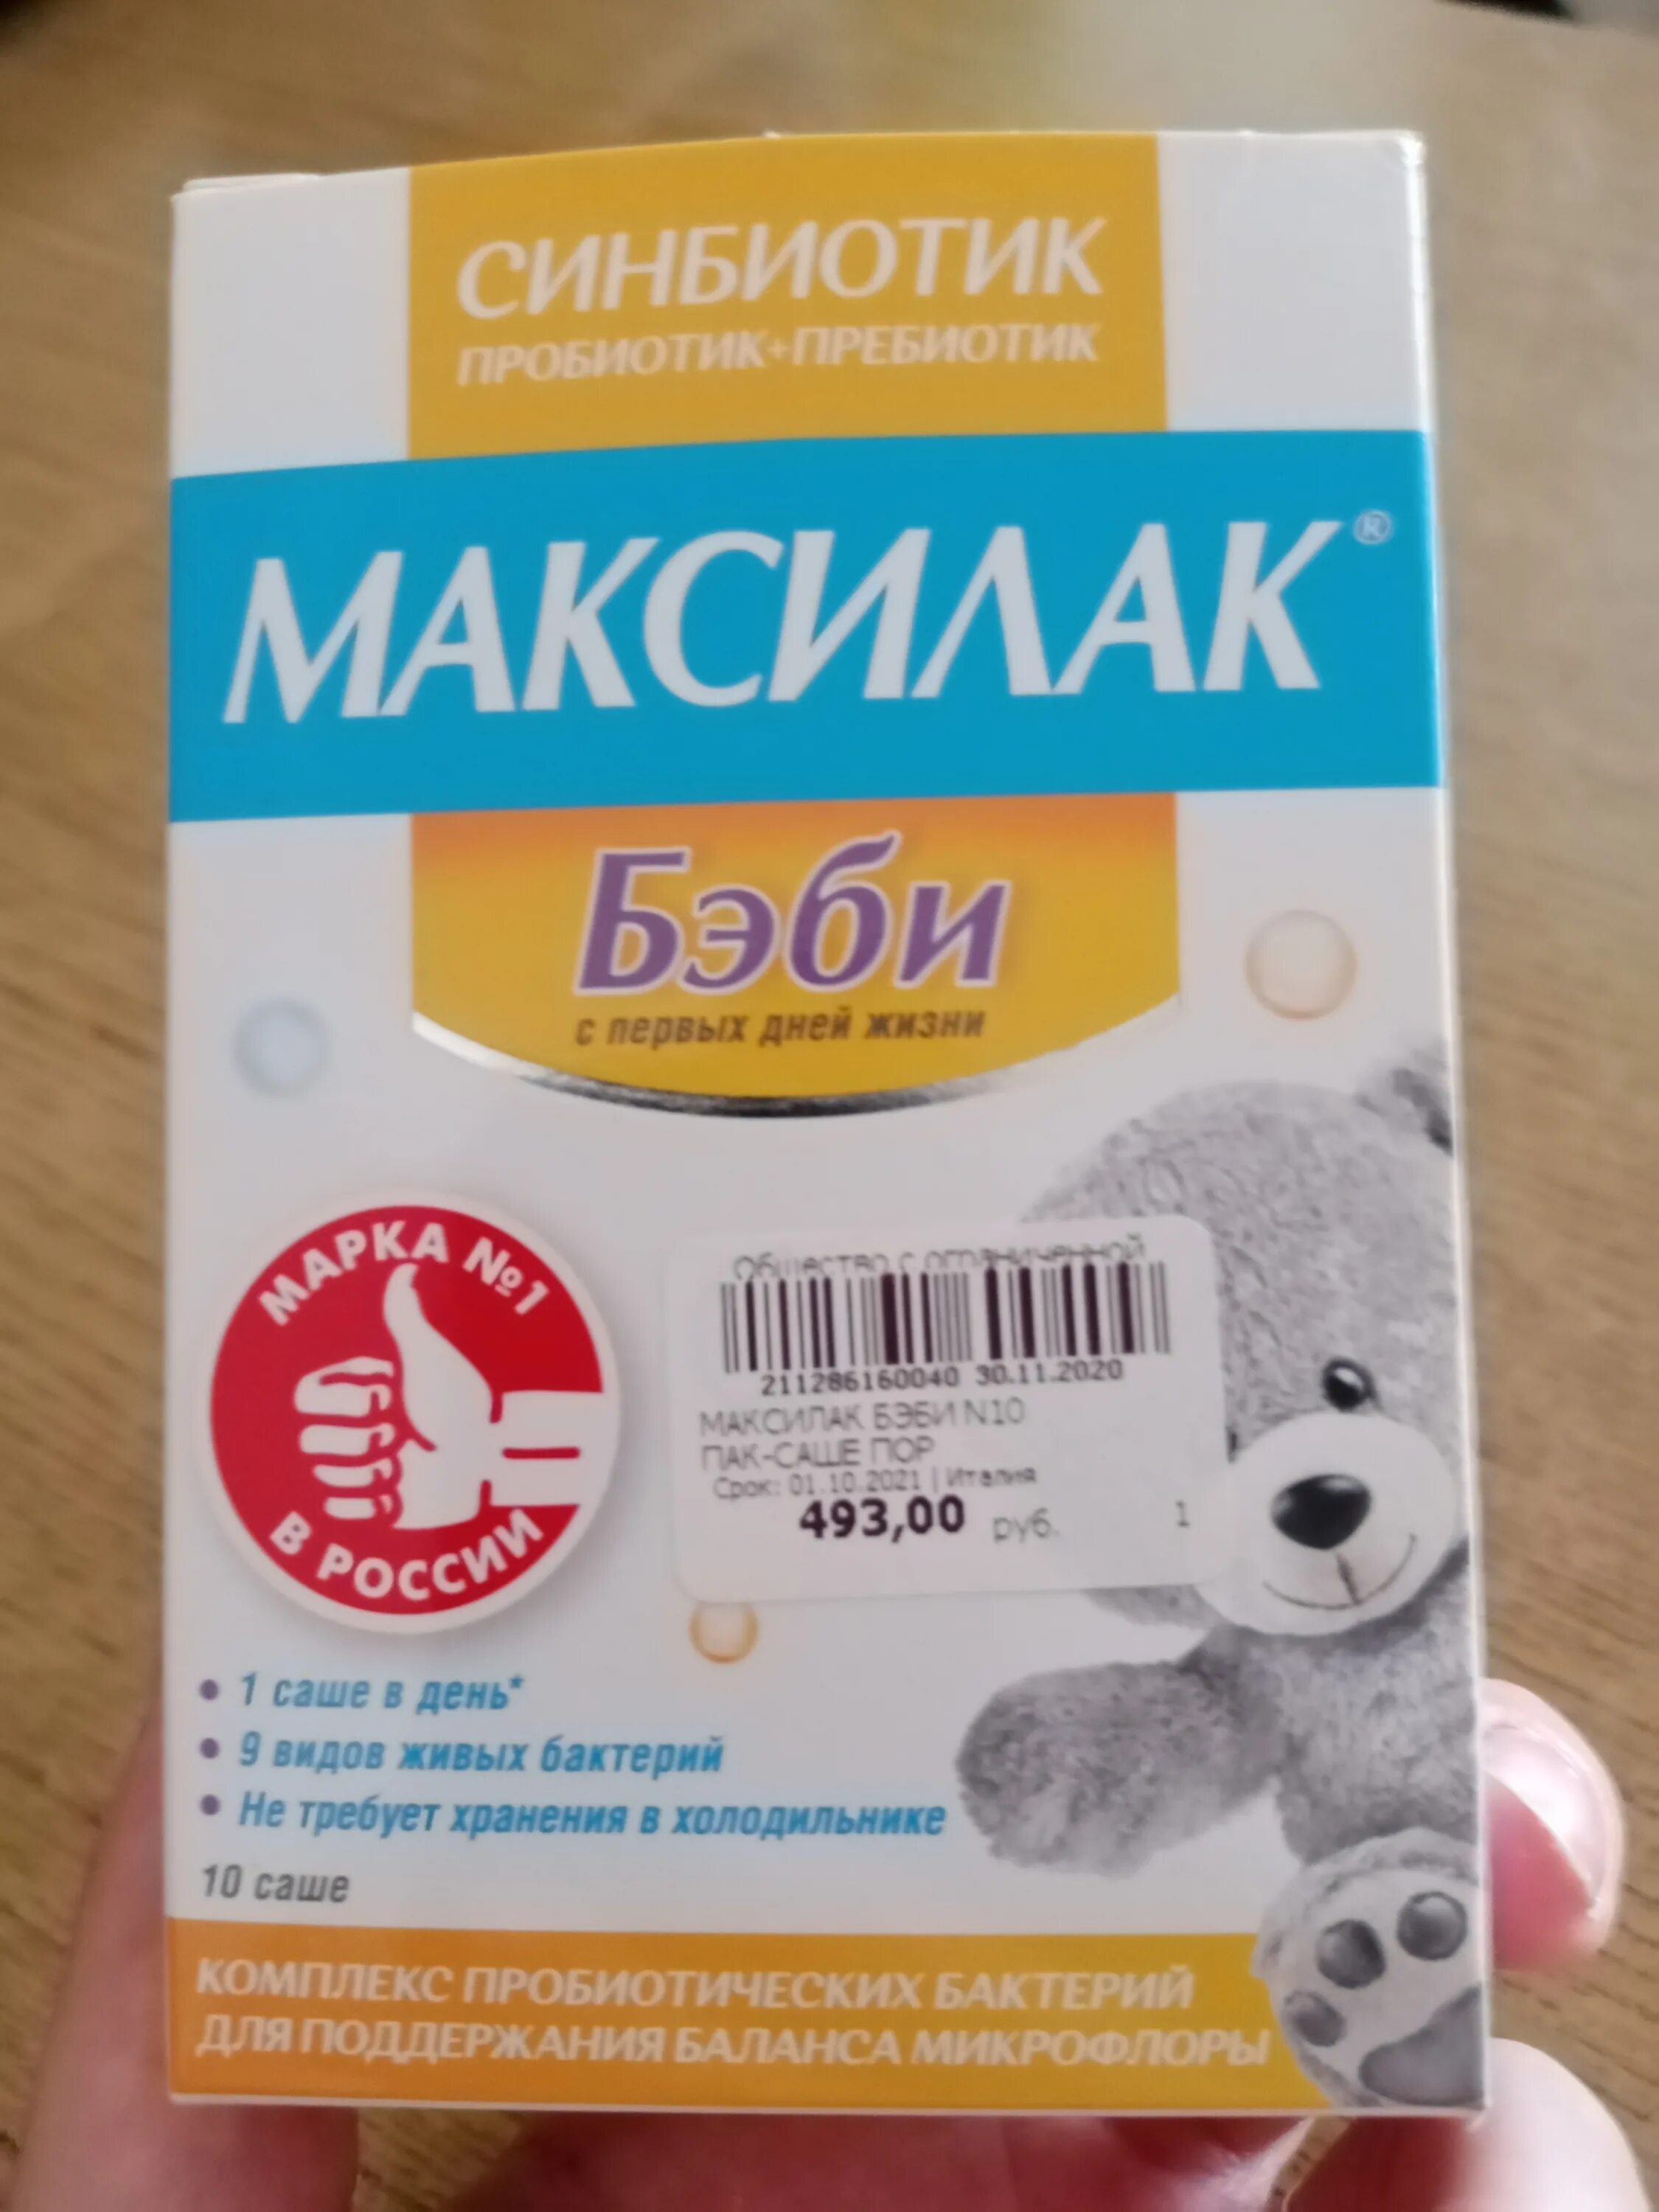 СИНБИОТИК
ПРОБИОТИК+ПРЕБИОТИК
МАКСИЛАК®
Бэби
с первых дней жизни
МАРКА №1
В РОССИИ
Общество с ограниченной
211286160040 30.11.2020
МАКСИЛАК БЭБИ N10
ПАК-САШЕ ПОР
Срок: 01.10.2021 | Италия
493,00 руб. 1
• 1 саше в день*
• 9 видов живых бактерий
• Не требует хранения в холодильнике
10 саше
КОМПЛЕКС ПРОБИОТИЧЕСКИХ БАКТЕРИЙ
ДЛЯ ПОДДЕРЖАНИЯ БАЛАНСА МИКРОФЛОРЫ